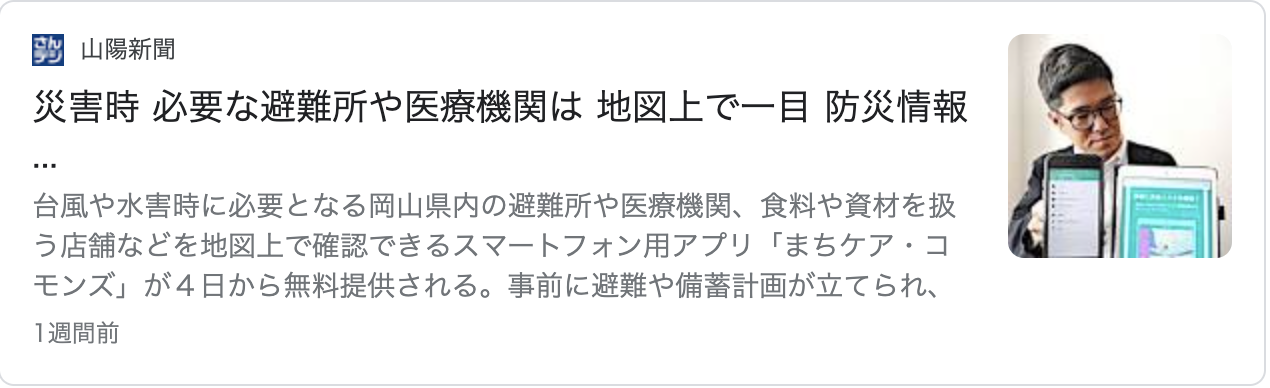 さん
デジ
山陽新聞
災害時 必要な避難所や医療機関は 地図上で一目 防災情報
...
台風や水害時に必要となる岡山県内の避難所や医療機関、食料や資材を扱
う店舗などを地図上で確認できるスマートフォン用アプリ「まちケア・コ
モンズ」が４日から無料提供される。事前に避難や備蓄計画が立てられ、
1週間前